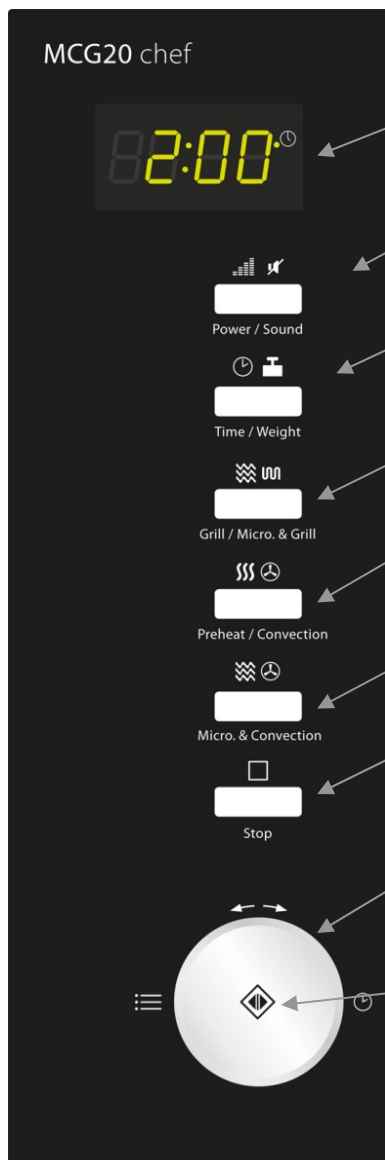 MCG20 chef
2:00
Power / Sound
Time / Weight
Grill / Micro. & Grill
Preheat / Convection
Micro. & Convection
Stop